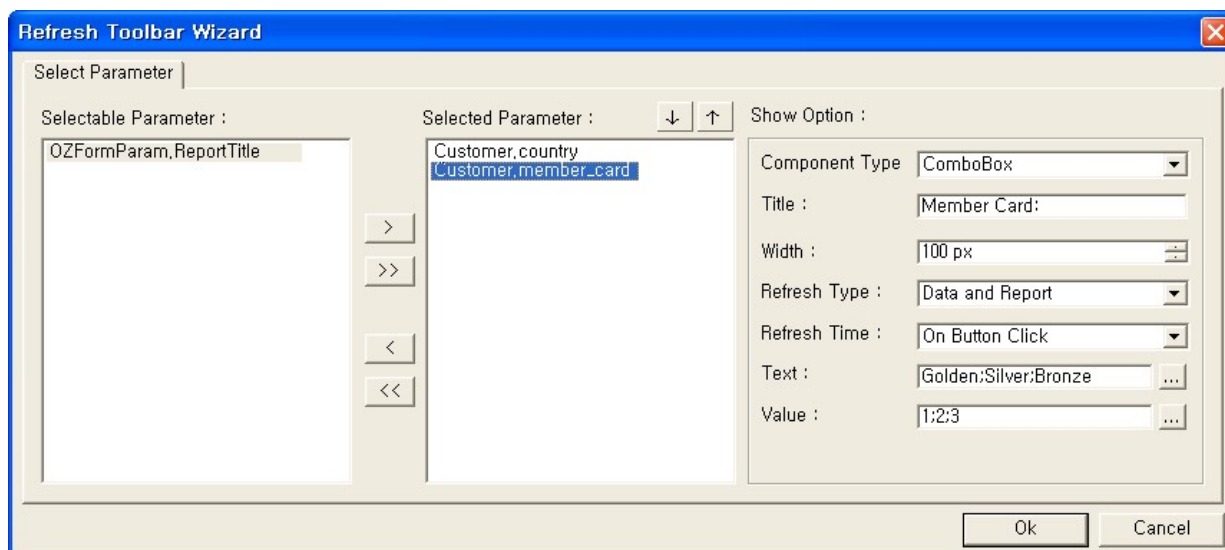 Refresh Toolbar Wizard
Select Parameter
Selectable Parameter :
OZFormParam,ReportTitle
>
>>
<
<<
Selected Parameter :
↓ ↑
Customer,country
Customer,member_card
Show Option :
Component Type ComboBox
Title : Member Card:
Width : 100 px
Refresh Type : Data and Report
Refresh Time : On Button Click
Text : Golden;Silver;Bronze ...
Value : 1;2;3 ...
Ok Cancel